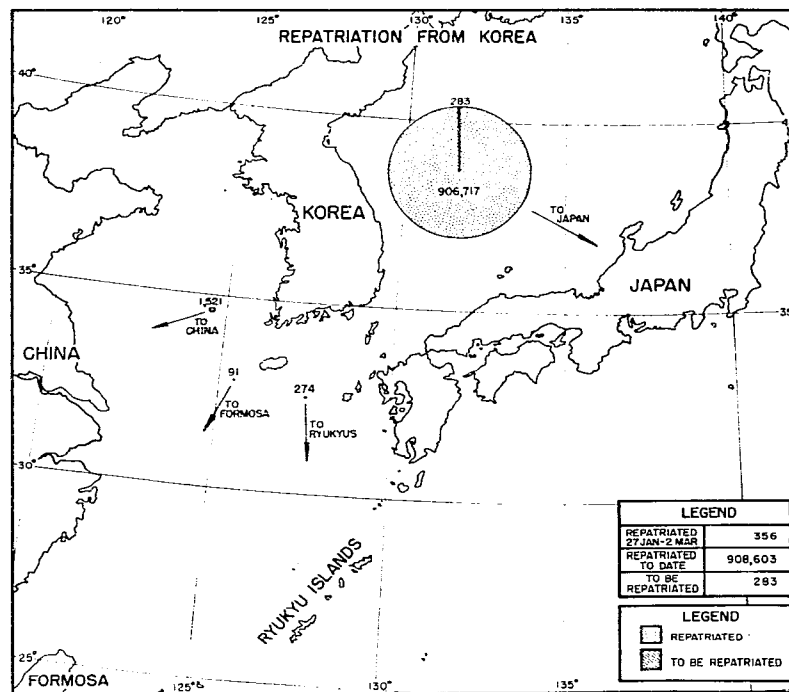 120°
125°
130°
135°
140°
REPATRIATION FROM KOREA
40°
283
906,717
KOREA
TO
JAPAN
35°
JAPAN
35°
1,521
TO
CHINA
CHINA
91
TO
FORMOSA
274
TO
RYUKYUS
30°
RYUKYU ISLANDS
LEGEND
REPATRIATED
27 JAN-2 MAR 356
REPATRIATED
TO DATE 908,603
TO BE
REPATRIATED 283
LEGEND
REPATRIATED
TO BE REPATRIATED
25°
FORMOSA
125°
130°
135°